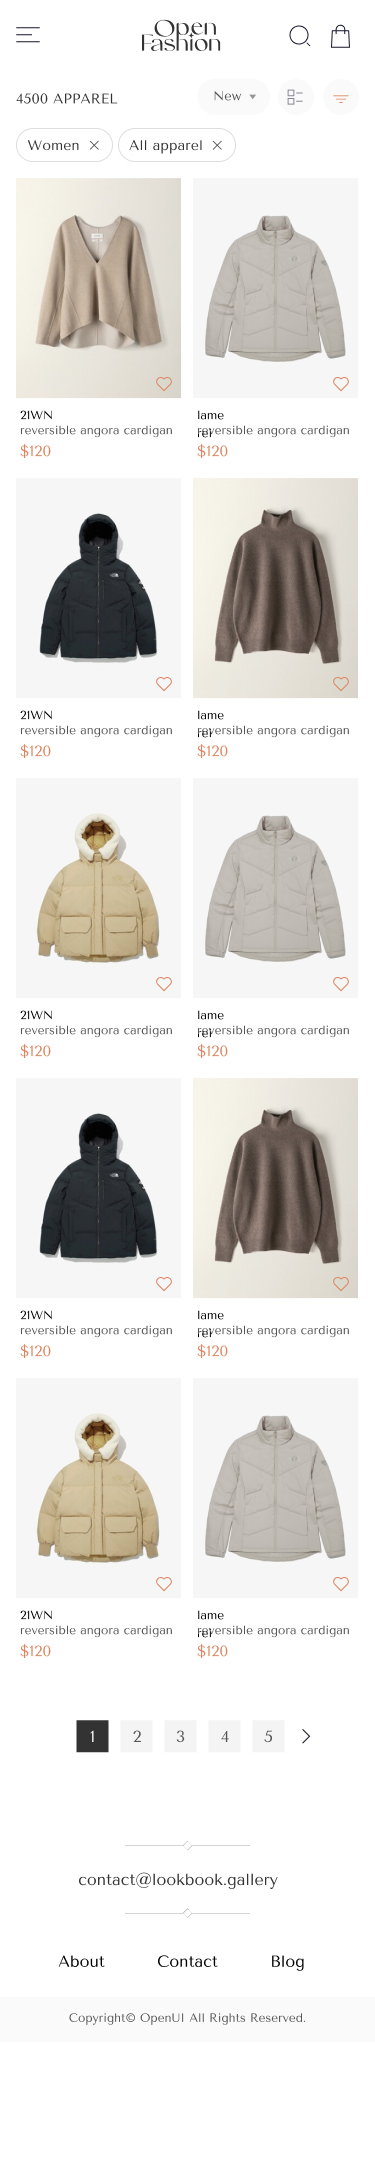 Open
Fashion
4500 APPAREL
New
Women
All apparel
21WN
reversible angora cardigan
$120
lame
reversible angora cardigan
$120
21WN
reversible angora cardigan
$120
lame
reversible angora cardigan
$120
21WN
reversible angora cardigan
$120
lame
reversible angora cardigan
$120
21WN
reversible angora cardigan
$120
lame
reversible angora cardigan
$120
21WN
reversible angora cardigan
$120
lame
reversible angora cardigan
$120
1 2 3 4 5
contact@lookbook.gallery
About Contact Blog
Copyright© OpenUI All Rights Reserved.